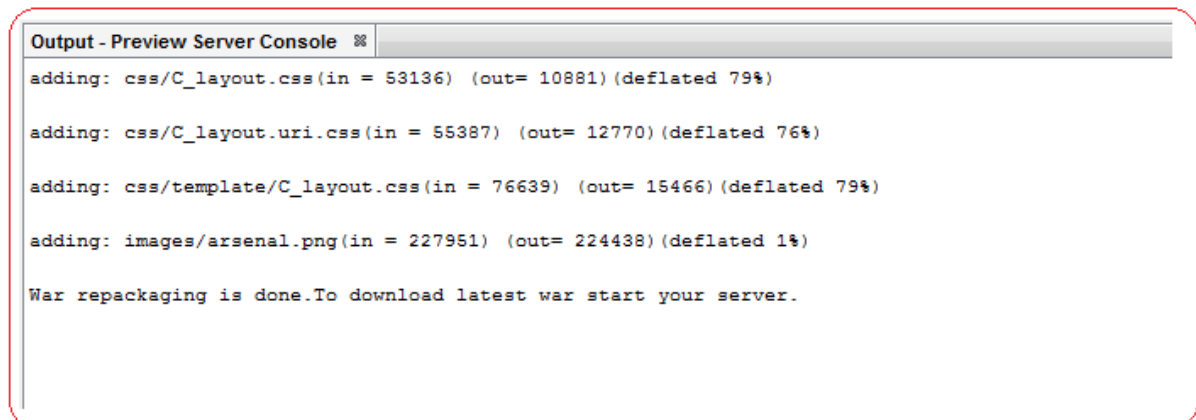 Output - Preview Server Console
adding: css/C_layout.css(in = 53136) (out= 10881)(deflated 79%)
adding: css/C_layout.uri.css(in = 55387) (out= 12770)(deflated 76%)
adding: css/template/C_layout.css(in = 76639) (out= 15466)(deflated 79%)
adding: images/arsenal.png(in = 227951) (out= 224438)(deflated 1%)
War repackaging is done.To download latest war start your server.